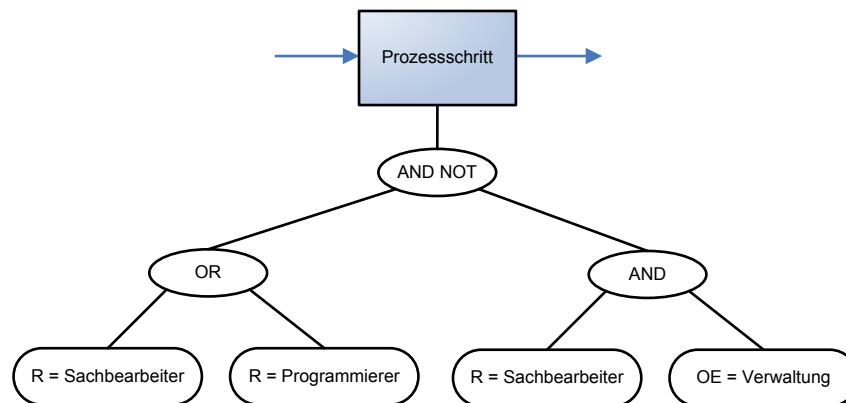 Prozessschritt
AND NOT
OR
AND
R = Sachbearbeiter
R = Programmierer
R = Sachbearbeiter
OE = Verwaltung